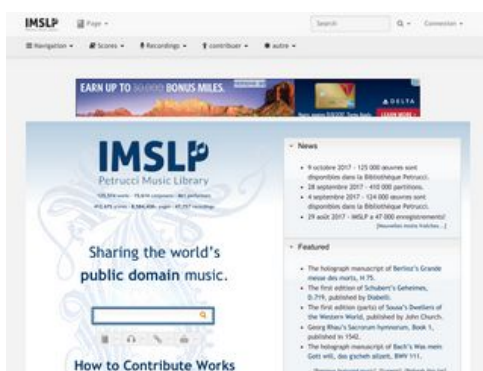 IMSLP
Page
Search
Connexion
Navigation
Scores
Recordings
contribuer
autre
EARN UP TO BONUS MILES.
DELTA
LEARN MORE
IMSLP
Petrucci Music Library
Sharing the world's
public domain music.
How to Contribute Works
News
9 octobre 2017 - 125 000 œuvres sont
disponibles dans la Bibliothèque Petrucci.
28 septembre 2017 - 410 000 partitions.
4 septembre 2017 - 124 000 œuvres sont
disponibles dans la Bibliothèque Petrucci.
29 août 2017 - IMSLP a 47 000 enregistrements!
Featured
The holograph manuscript of Berlioz's Grande
messe des morts, H.75.
The first edition of Schubert's Geheimes,
D.719, published by Diabelli.
The first edition (parts) of Sousa's Dwellers of
the Western World, published by John Church.
Georg Rhau's Sacrorum hymnorum, Book 1,
published in 1542.
The holograph manuscript of Bach's Was mein
Gott will, das gscheh allzeit, BWV 111.